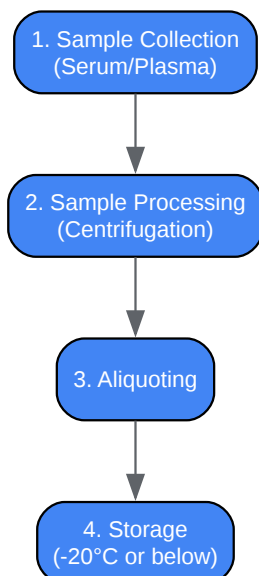 1. Sample Collection
(Serum/Plasma)
2. Sample Processing
(Centrifugation)
3. Aliquoting
4. Storage
(-20°C or below)